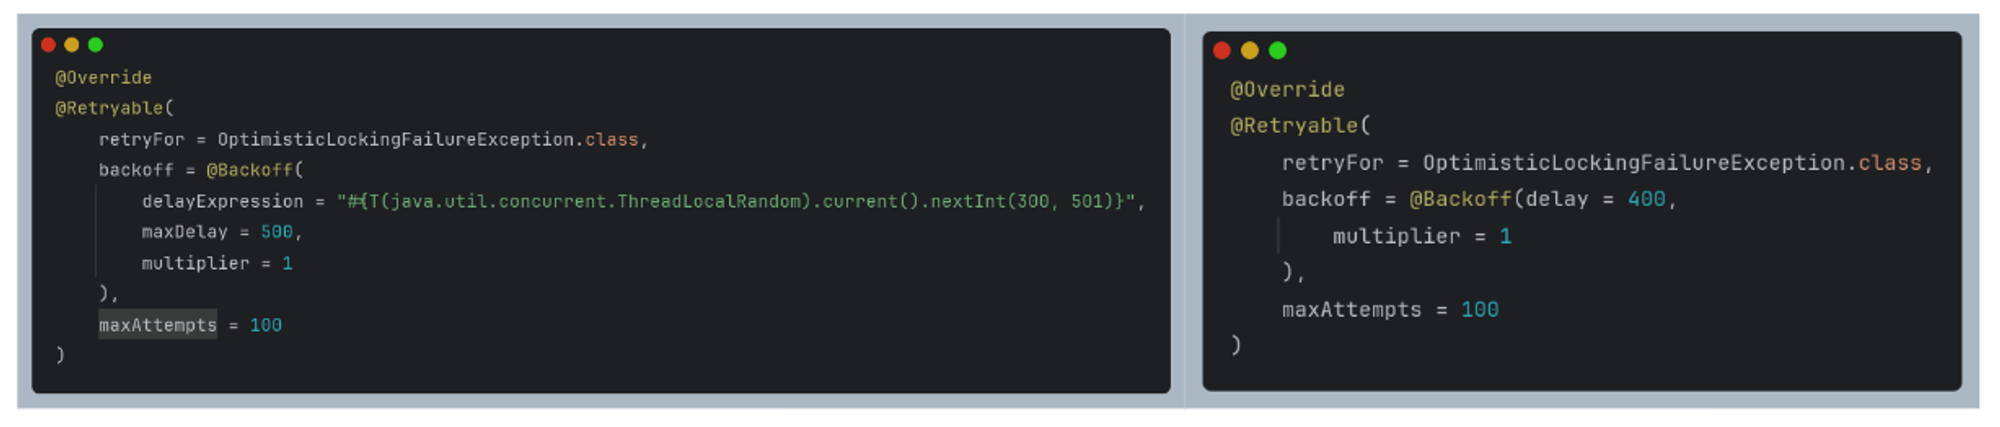 @Override
@Retryable(
    retryFor = OptimisticLockingFailureException.class,
    backoff = @Backoff(
        delayExpression = "#{T(java.util.concurrent.ThreadLocalRandom).current().nextInt(300, 501)}",
        maxDelay = 500,
        multiplier = 1
    ),
    maxAttempts = 100
)
@Override
@Retryable(
    retryFor = OptimisticLockingFailureException.class,
    backoff = @Backoff(delay = 400,
        multiplier = 1
    ),
    maxAttempts = 100
)